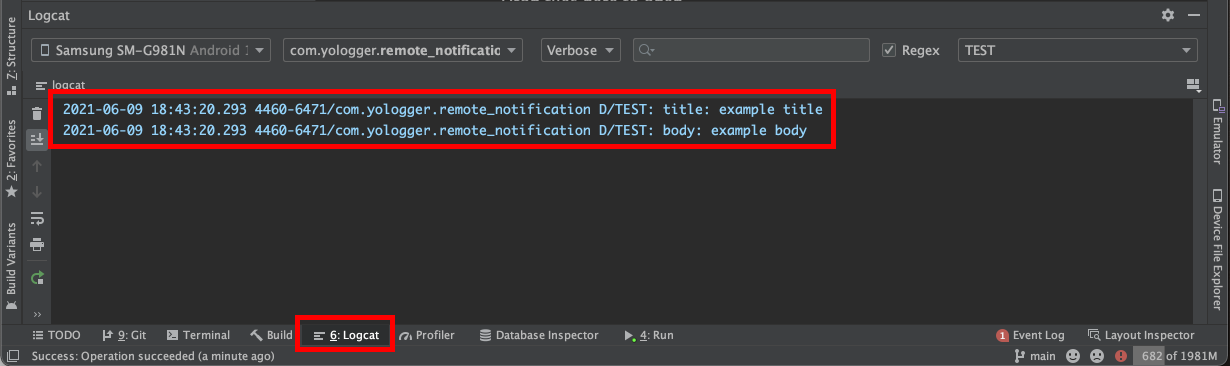 Logcat
Samsung SM-G981N Android 1
com.yologger.remote_notificatio
Verbose
Regex
TEST
logcat
2021-06-09 18:43:20.293 4460-6471/com.yologger.remote_notification D/TEST: title: example title
2021-06-09 18:43:20.293 4460-6471/com.yologger.remote_notification D/TEST: body: example body
Z: Structure
2: Favorites
Build Variants
Emulator
Device File Explorer
TODO
9: Git
Terminal
Build
6: Logcat
Profiler
Database Inspector
4: Run
1
Event Log
Layout Inspector
Success: Operation succeeded (a minute ago)
main
682 of 1981M